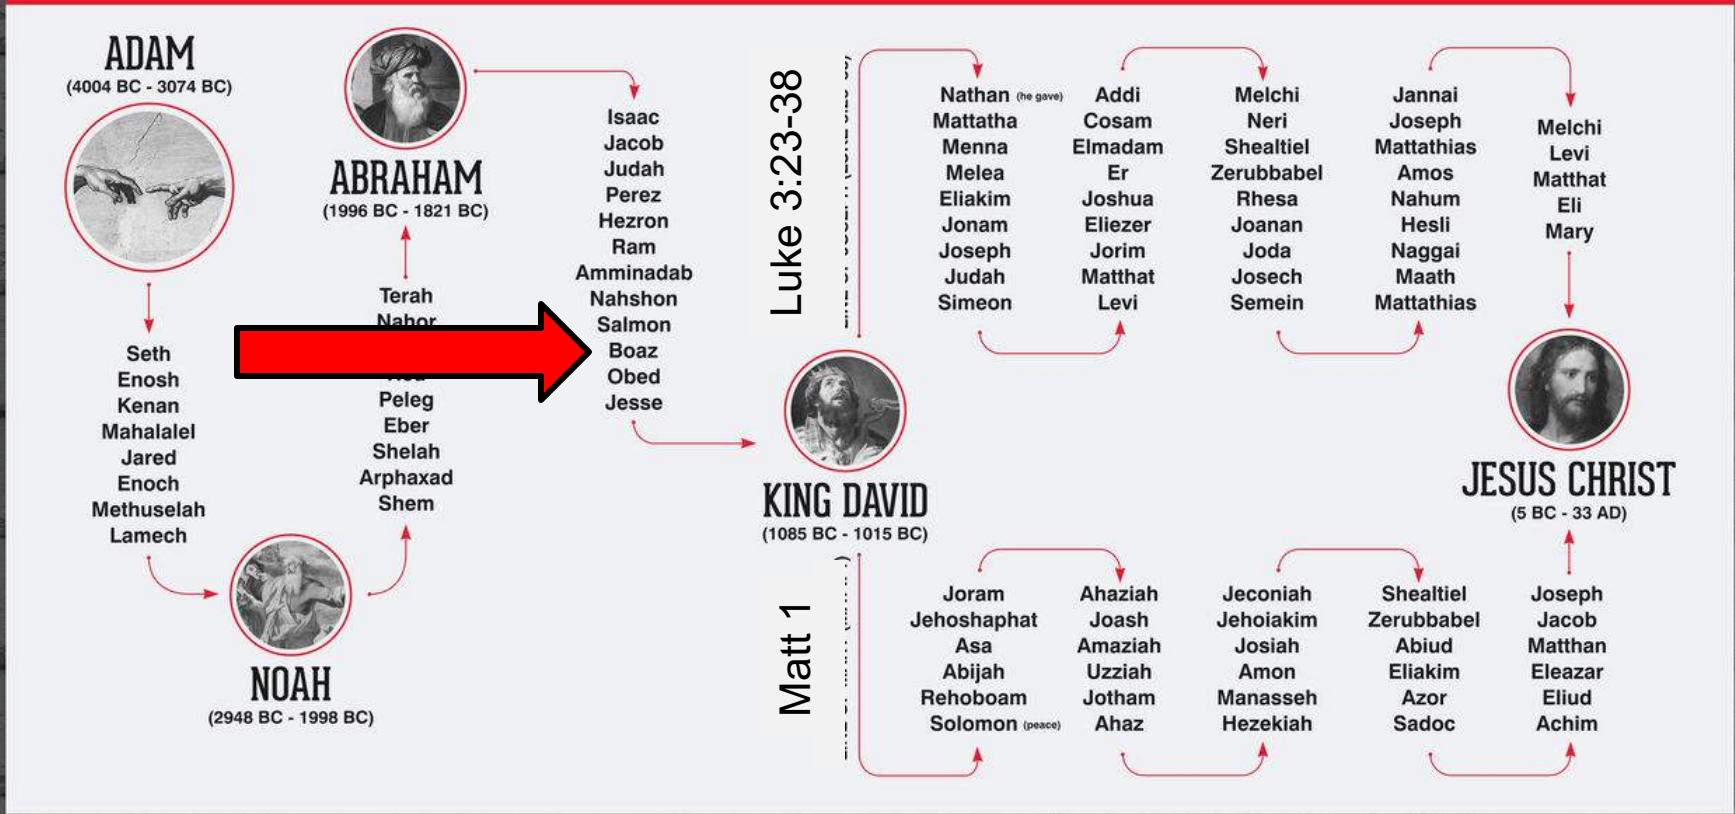 ADAM
(4004 BC - 3074 BC)
Seth
Enosh
Kenan
Mahalalel
Jared
Enoch
Methuselah
Lamech
NOAH
(2948 BC - 1998 BC)
ABRAHAM
(1996 BC - 1821 BC)
Terah
Nahor
Peleg
Eber
Shelah
Arphaxad
Shem
Isaac
Jacob
Judah
Perez
Hezron
Ram
Amminadab
Nahshon
Salmon
Boaz
Obed
Jesse
KING DAVID
(1085 BC - 1015 BC)
Luke 3:23-38
Nathan (he gave)
Mattatha
Menna
Melea
Eliakim
Jonam
Joseph
Judah
Simeon
Addi
Cosam
Elmadam
Er
Joshua
Eliezer
Jorim
Matthat
Levi
Melchi
Neri
Shealtiel
Zerubbabel
Rhesa
Joanan
Joda
Josech
Semein
Jannai
Joseph
Mattathias
Amos
Nahum
Hesli
Naggai
Maath
Mattathias
Melchi
Levi
Matthat
Eli
Mary
JESUS CHRIST
(5 BC - 33 AD)
Matt 1
Joram
Jehoshaphat
Asa
Abijah
Rehoboam
Solomon (peace)
Ahaziah
Joash
Amaziah
Uzziah
Jotham
Ahaz
Jeconiah
Jehoiakim
Josiah
Amon
Manasseh
Hezekiah
Shealtiel
Zerubbabel
Abiud
Eliakim
Azor
Sadoc
Joseph
Jacob
Matthan
Eleazar
Eliud
Achim